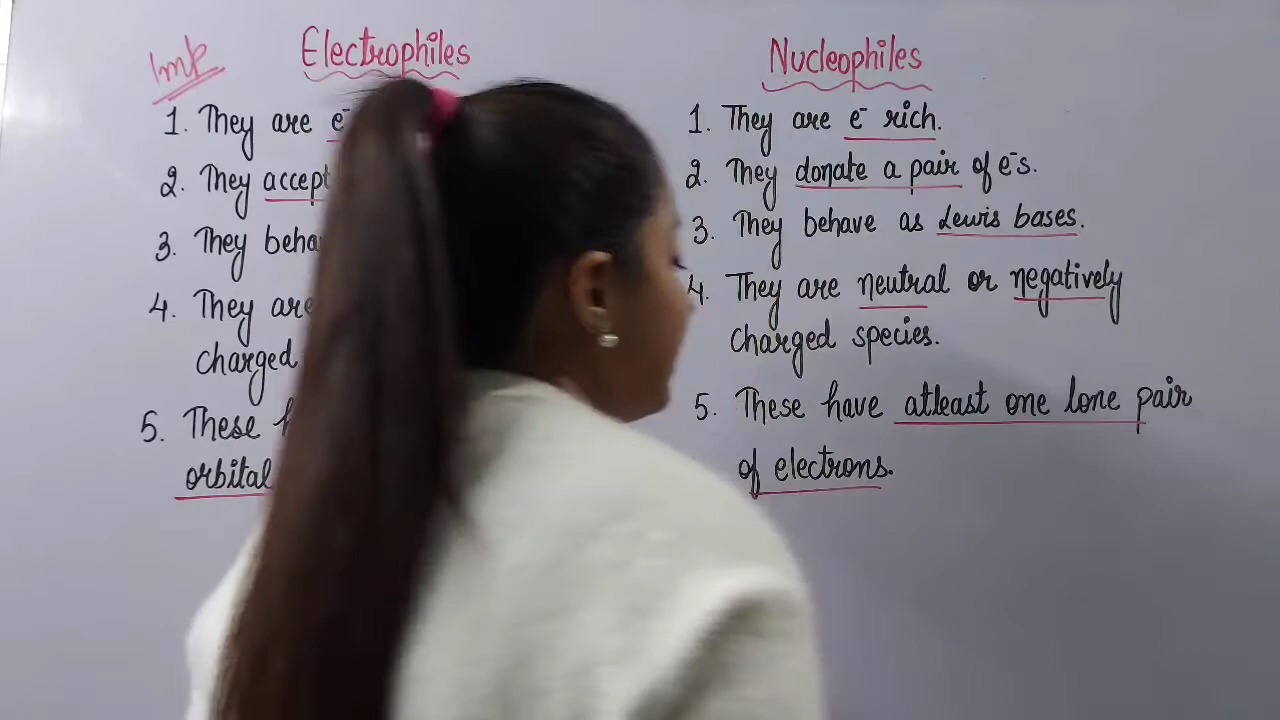 Imp
Electrophiles
1. They are e⁻
2. They accept
3. They beha
4. They are
charged
5. These h
orbital
Nucleophiles
1. They are e⁻ rich.
2. They donate a pair of e⁻s.
3. They behave as Lewis bases.
4. They are neutral or negatively
charged species.
5. These have atleast one lone pair
of electrons.